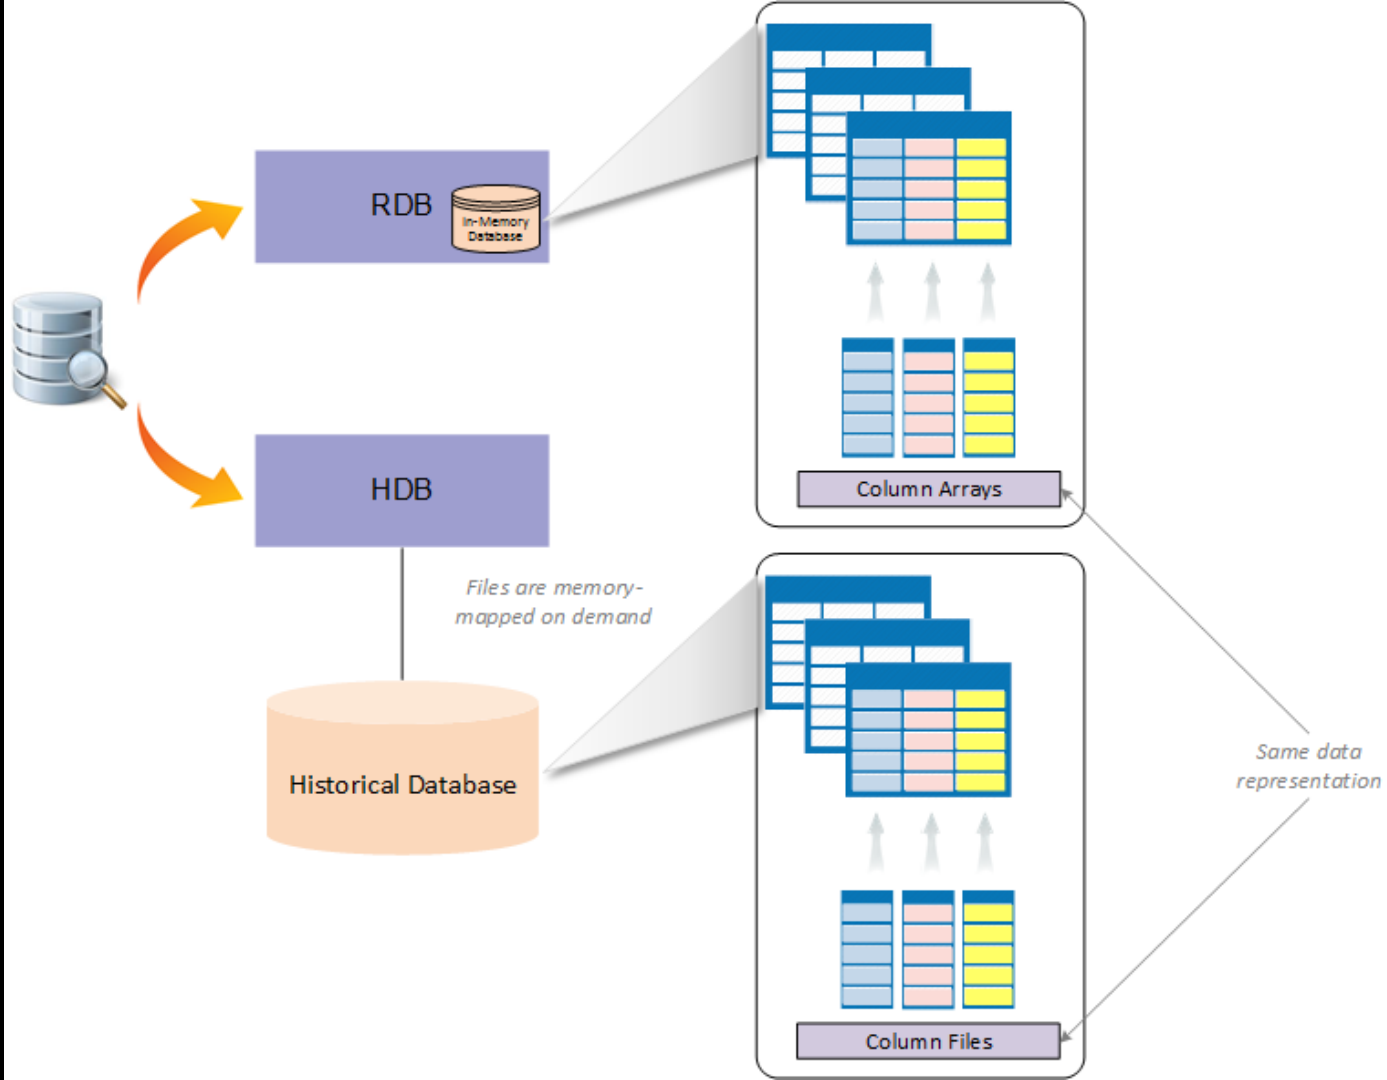 RDB
In-Memory
Database
Column Arrays
HDB
Files are memory-
mapped on demand
Historical Database
Same data
representation
Column Files